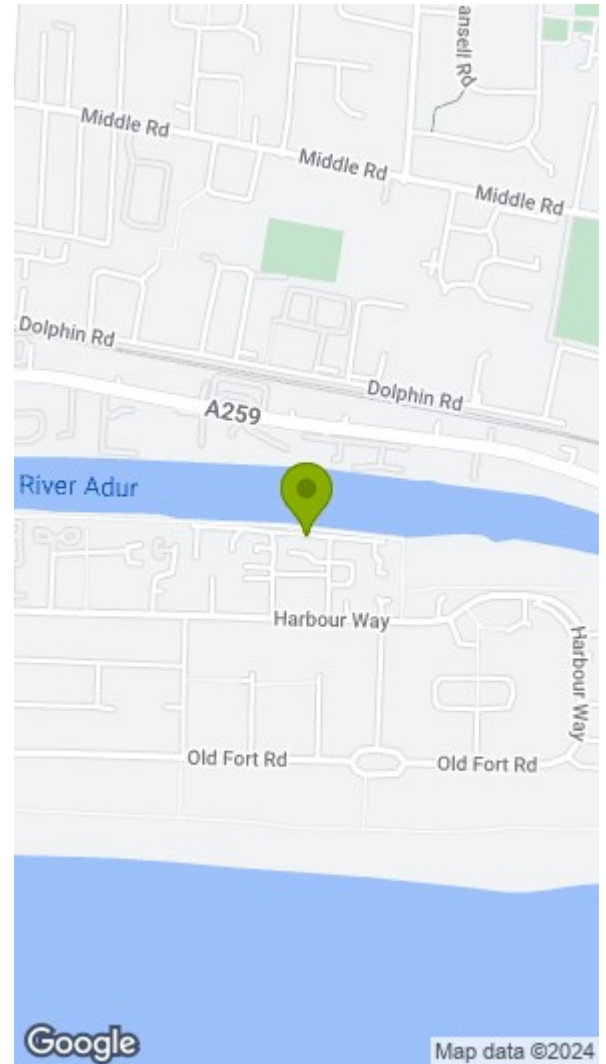 ansell Rd
Middle Rd
Middle Rd
Middle Rd
Dolphin Rd
Dolphin Rd
A259
River Adur
Harbour Way
Harbour Way
Old Fort Rd
Old Fort Rd
Google
Map data ©2024